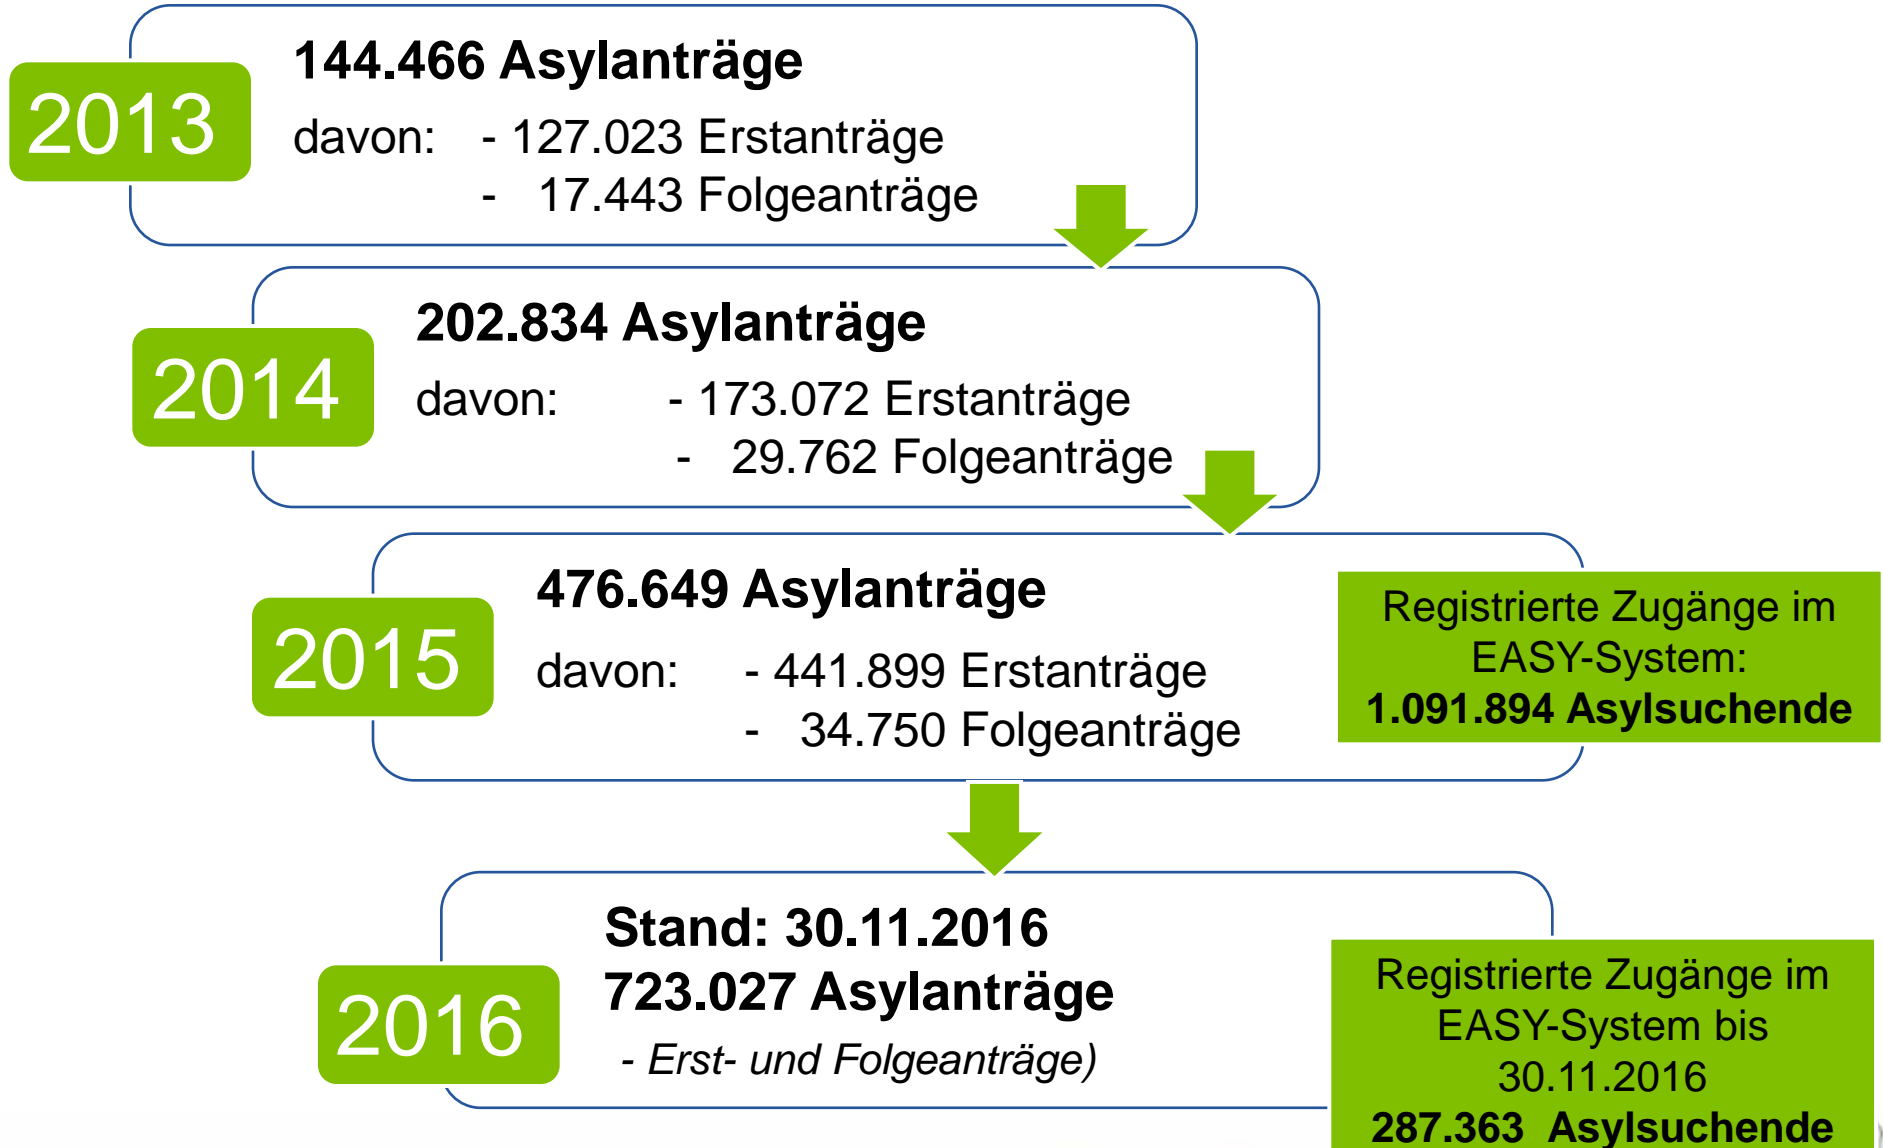 2013
144.466 Asylanträge
davon: - 127.023 Erstanträge
- 17.443 Folgeanträge
2014
202.834 Asylanträge
davon: - 173.072 Erstanträge
- 29.762 Folgeanträge
2015
476.649 Asylanträge
davon: - 441.899 Erstanträge
- 34.750 Folgeanträge
Registrierte Zugänge im
EASY-System:
1.091.894 Asylsuchende
2016
Stand: 30.11.2016
723.027 Asylanträge
- Erst- und Folgeanträge)
Registrierte Zugänge im
EASY-System bis
30.11.2016
287.363 Asylsuchende